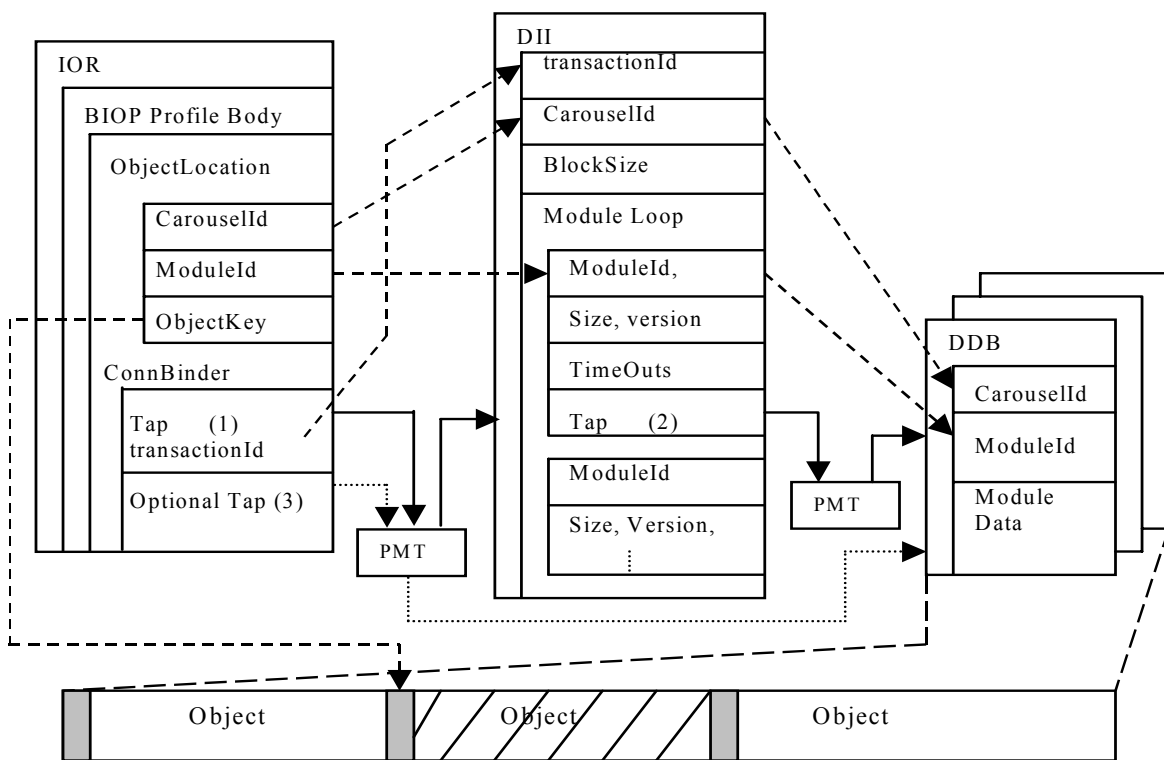 IOR
BIOP Profile Body
ObjectLocation
CarouselId
ModuleId
ObjectKey
ConnBinder
Tap (1)
transactionId
Optional Tap (3)
PMT
DII
transactionId
CarouselId
BlockSize
Module Loop
ModuleId,
Size, version
TimeOuts
Tap (2)
ModuleId
Size, Version,
PMT
DDB
CarouselId
ModuleId
Module
Data
Object
Object
Object